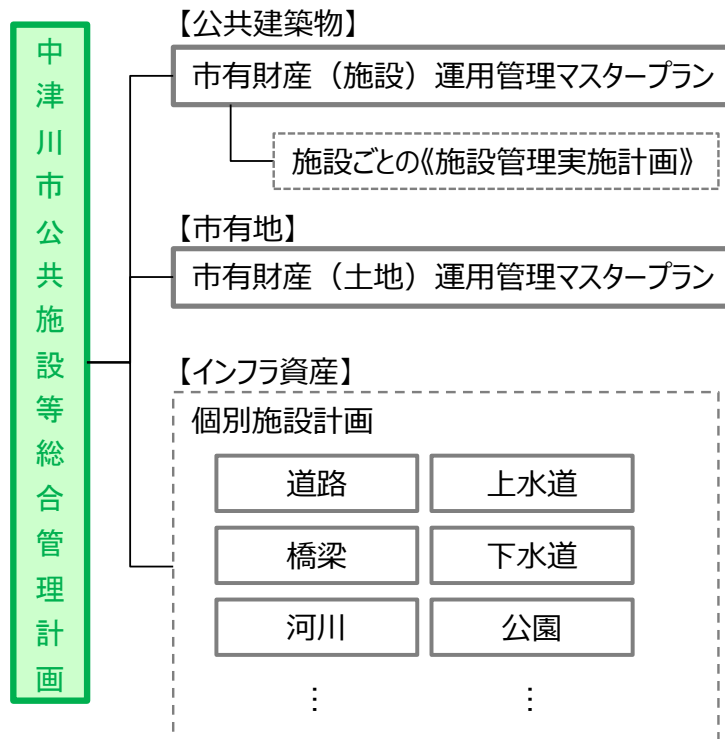 中津川市公共施設等総合管理計画
【公共建築物】
市有財産（施設）運用管理マスタープラン
施設ごとの《施設管理実施計画》
【市有地】
市有財産（土地）運用管理マスタープラン
【インフラ資産】
個別施設計画
道路
上水道
橋梁
下水道
河川
公園
⋮
⋮